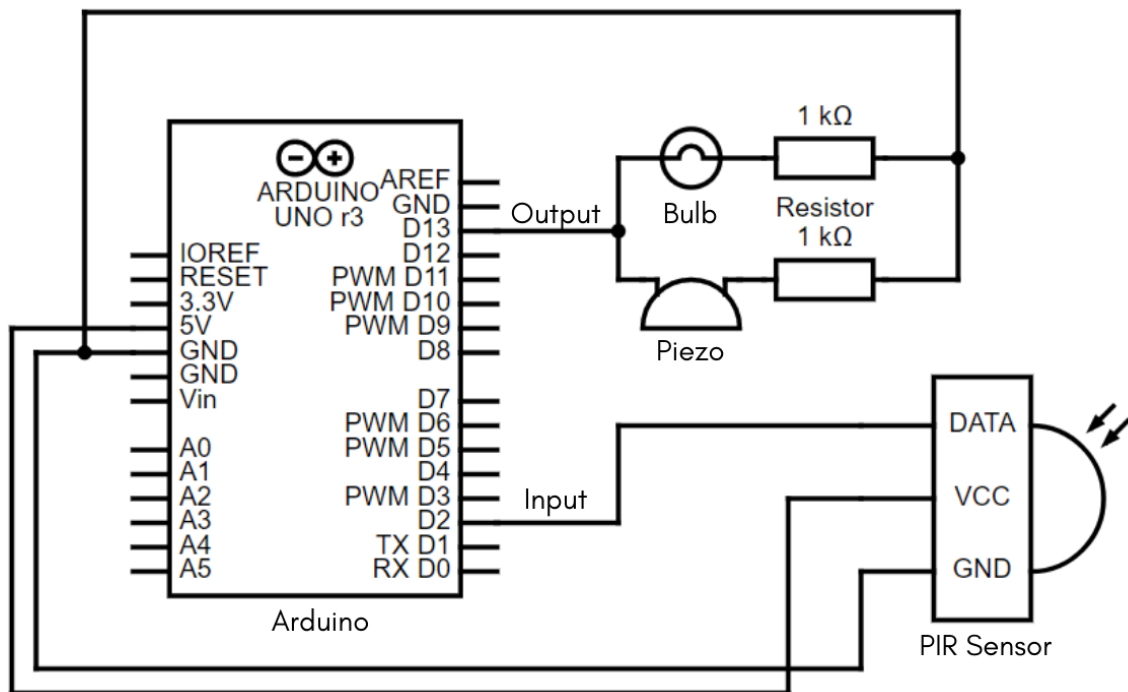 ARDUINO
UNO r3
IOREF
RESET
3.3V
5V
GND
GND
Vin
A0
A1
A2
A3
A4
A5
AREF
GND
D13
D12
PWM D11
PWM D10
PWM D9
D8
D7
PWM D6
PWM D5
D4
PWM D3
D2
TX D1
RX D0
Arduino
Output
Input
Bulb
1 kΩ
Resistor
1 kΩ
Piezo
DATA
VCC
GND
PIR Sensor